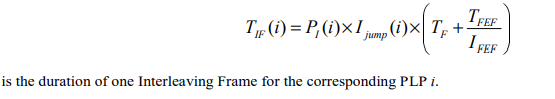 T_IF (i) = P_I (i) × I_jump (i) × ( T_F + T_FEF / I_FEF )
is the duration of one Interleaving Frame for the corresponding PLP i.